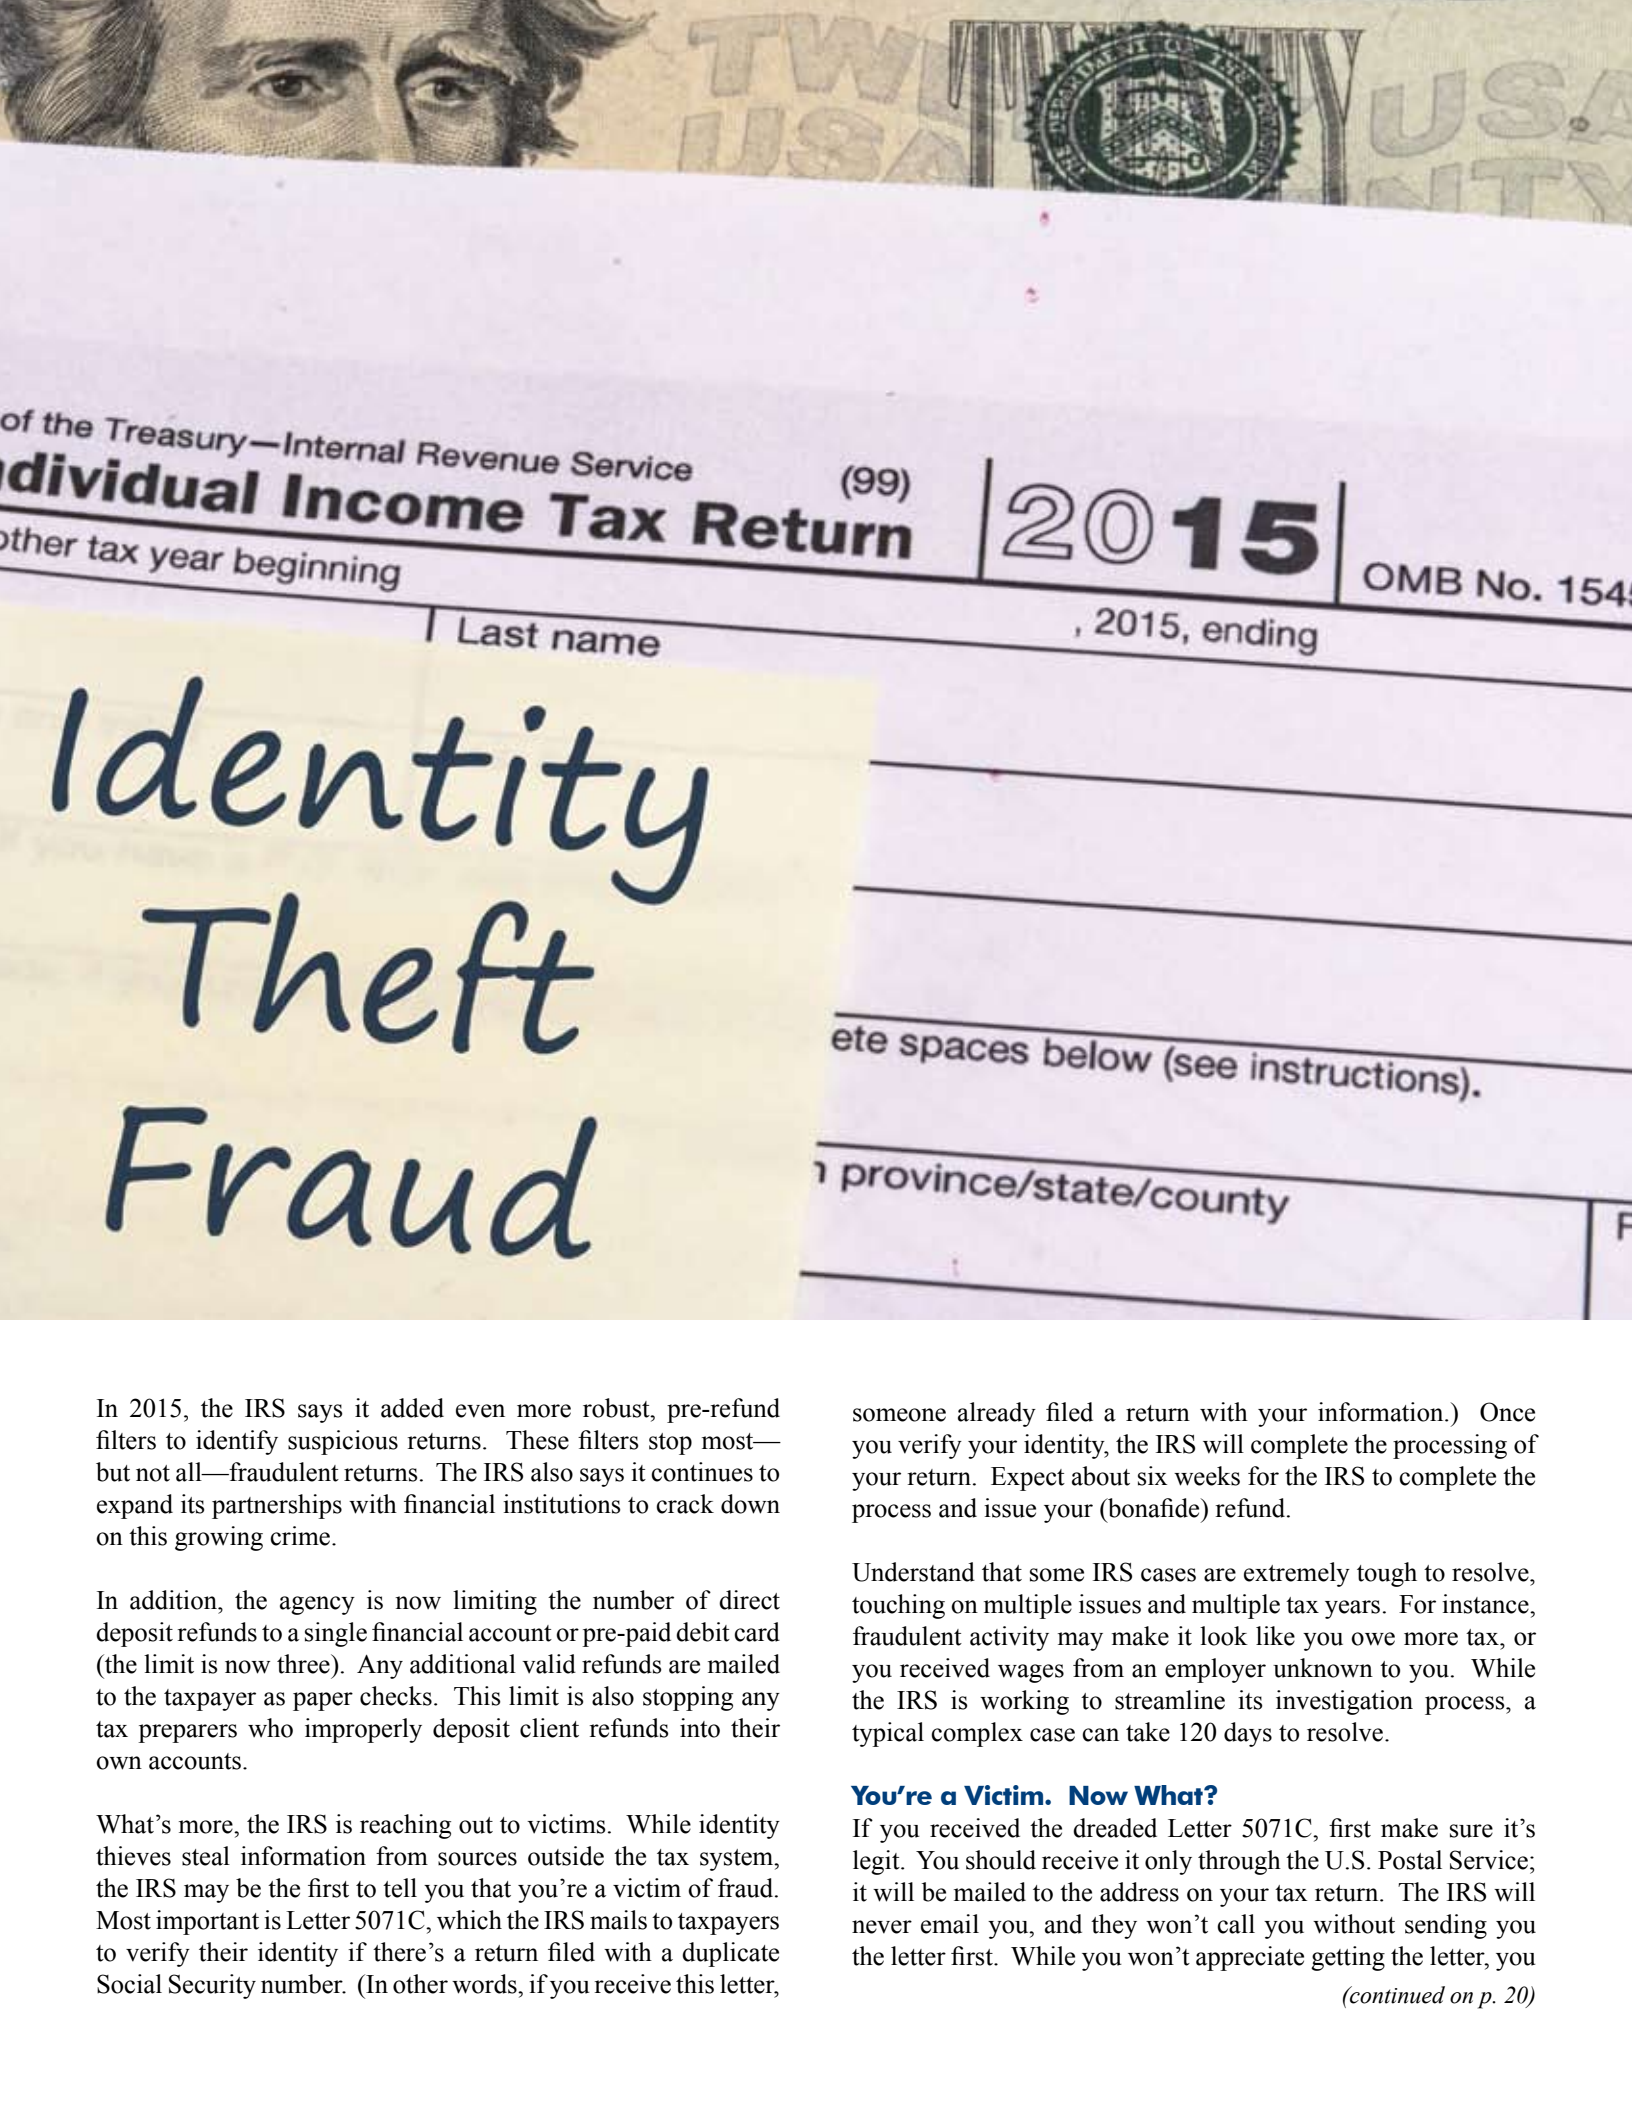 TWE
USA
USA
NTY
of the Treasury—Internal Revenue Service
(99)
dividual Income Tax Return
2015
OMB No. 154
other tax year beginning
, 2015, ending
Last name
Identity
Theft
Fraud
ete spaces below (see instructions).
n province/state/county
In 2015, the IRS says it added even more robust, pre-refund
filters to identify suspicious returns. These filters stop most—
but not all—fraudulent returns. The IRS also says it continues to
expand its partnerships with financial institutions to crack down
on this growing crime.
In addition, the agency is now limiting the number of direct
deposit refunds to a single financial account or pre-paid debit card
(the limit is now three). Any additional valid refunds are mailed
to the taxpayer as paper checks. This limit is also stopping any
tax preparers who improperly deposit client refunds into their
own accounts.
What's more, the IRS is reaching out to victims. While identity
thieves steal information from sources outside the tax system,
the IRS may be the first to tell you that you're a victim of fraud.
Most important is Letter 5071C, which the IRS mails to taxpayers
to verify their identity if there's a return filed with a duplicate
Social Security number. (In other words, if you receive this letter,
someone already filed a return with your information.) Once
you verify your identity, the IRS will complete the processing of
your return. Expect about six weeks for the IRS to complete the
process and issue your (bonafide) refund.
Understand that some IRS cases are extremely tough to resolve,
touching on multiple issues and multiple tax years. For instance,
fraudulent activity may make it look like you owe more tax, or
you received wages from an employer unknown to you. While
the IRS is working to streamline its investigation process, a
typical complex case can take 120 days to resolve.
You're a Victim. Now What?
If you received the dreaded Letter 5071C, first make sure it's
legit. You should receive it only through the U.S. Postal Service;
it will be mailed to the address on your tax return. The IRS will
never email you, and they won't call you without sending you
the letter first. While you won't appreciate getting the letter, you
(continued on p. 20)